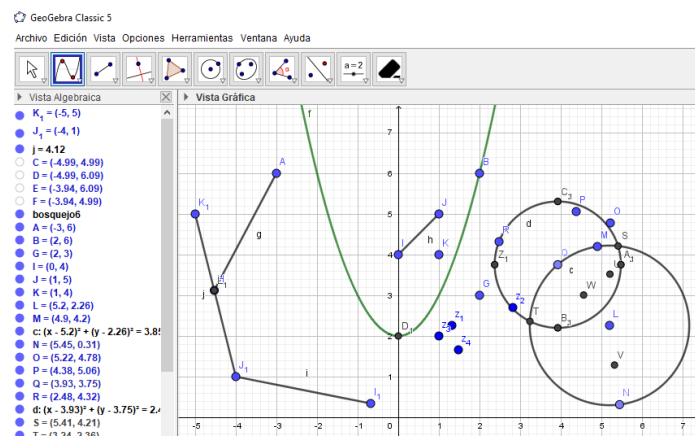 GeoGebra Classic 5
Archivo Edición Vista Opciones Herramientas Ventana Ayuda
a=2
Vista Algebraica
Vista Gráfica
K₁ = (-5, 5)
J₁ = (-4, 1)
j = 4.12
C = (-4.99, 4.99)
D = (-4.99, 6.09)
E = (-3.94, 6.09)
F = (-3.94, 4.99)
bosquejo6
A = (-3, 6)
B = (2, 6)
G = (2, 3)
I = (0, 4)
J = (1, 5)
K = (1, 4)
L = (5.2, 2.26)
M = (4.9, 4.2)
c: (x - 5.2)² + (y - 2.26)² = 3.85
N = (5.45, 0.31)
O = (5.22, 4.78)
P = (4.38, 5.06)
Q = (3.93, 3.75)
R = (2.48, 4.32)
d: (x - 3.93)² + (y - 3.75)² = 2.4
S = (5.41, 4.21)
T = (3.24, 2.36)
f
7
A
B
6
K₁
J
C₃
P
O
d
5
g
R
M
S
I
h
K
4
Z₁
Q
c
A₃
U
j
G
W
3
z₂
z₁
T
B₃
L
D₁
z₃
2
z₄
V
J₁
i
1
I₁
N
-5 -4 -3 -2 -1 0 1 2 3 4 5 6 7